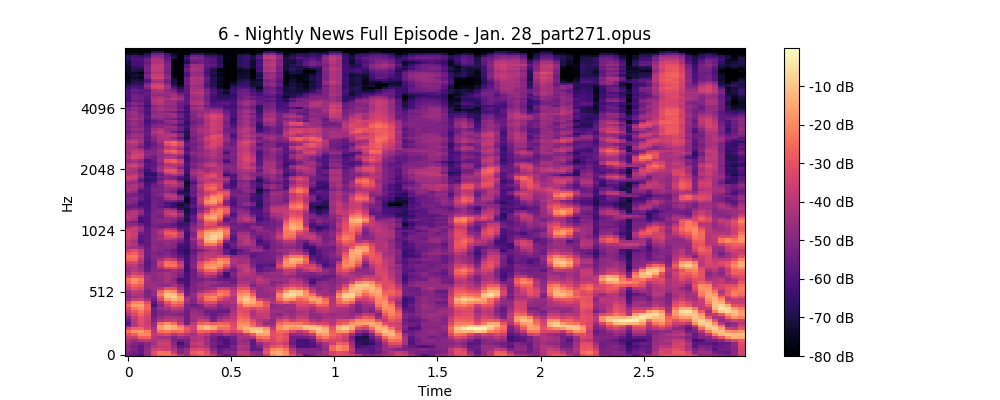 6 - Nightly News Full Episode - Jan. 28_part271.opus
4096
2048
1024
512
0
Hz
0
0.5
1
1.5
2
2.5
Time
-10 dB
-20 dB
-30 dB
-40 dB
-50 dB
-60 dB
-70 dB
-80 dB